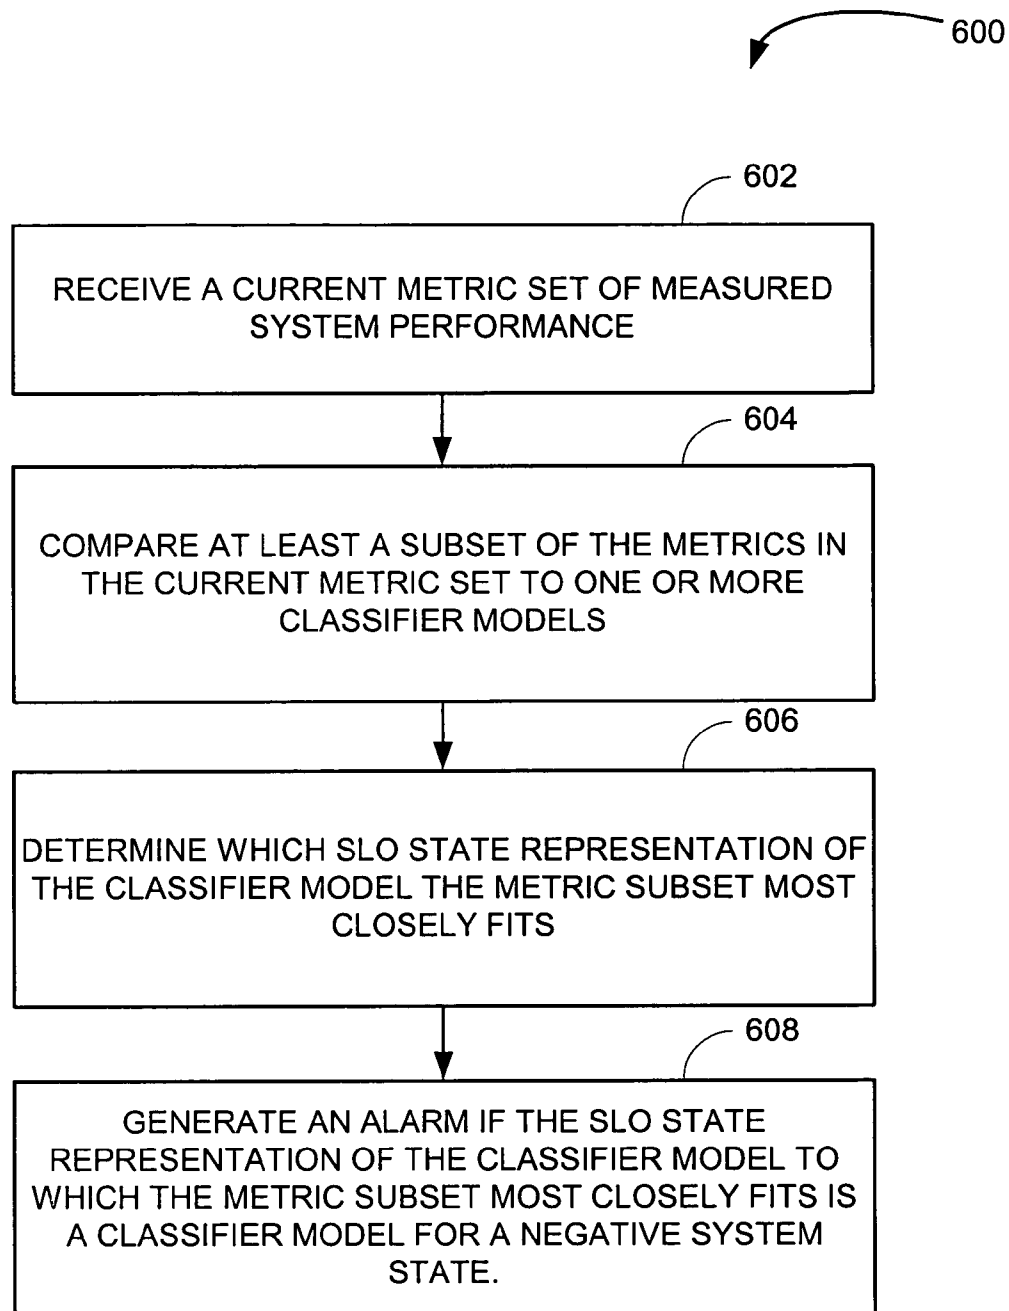 600
602
RECEIVE A CURRENT METRIC SET OF MEASURED
SYSTEM PERFORMANCE
604
COMPARE AT LEAST A SUBSET OF THE METRICS IN
THE CURRENT METRIC SET TO ONE OR MORE
CLASSIFIER MODELS
606
DETERMINE WHICH SLO STATE REPRESENTATION OF
THE CLASSIFIER MODEL THE METRIC SUBSET MOST
CLOSELY FITS
608
GENERATE AN ALARM IF THE SLO STATE
REPRESENTATION OF THE CLASSIFIER MODEL TO
WHICH THE METRIC SUBSET MOST CLOSELY FITS IS
A CLASSIFIER MODEL FOR A NEGATIVE SYSTEM
STATE.